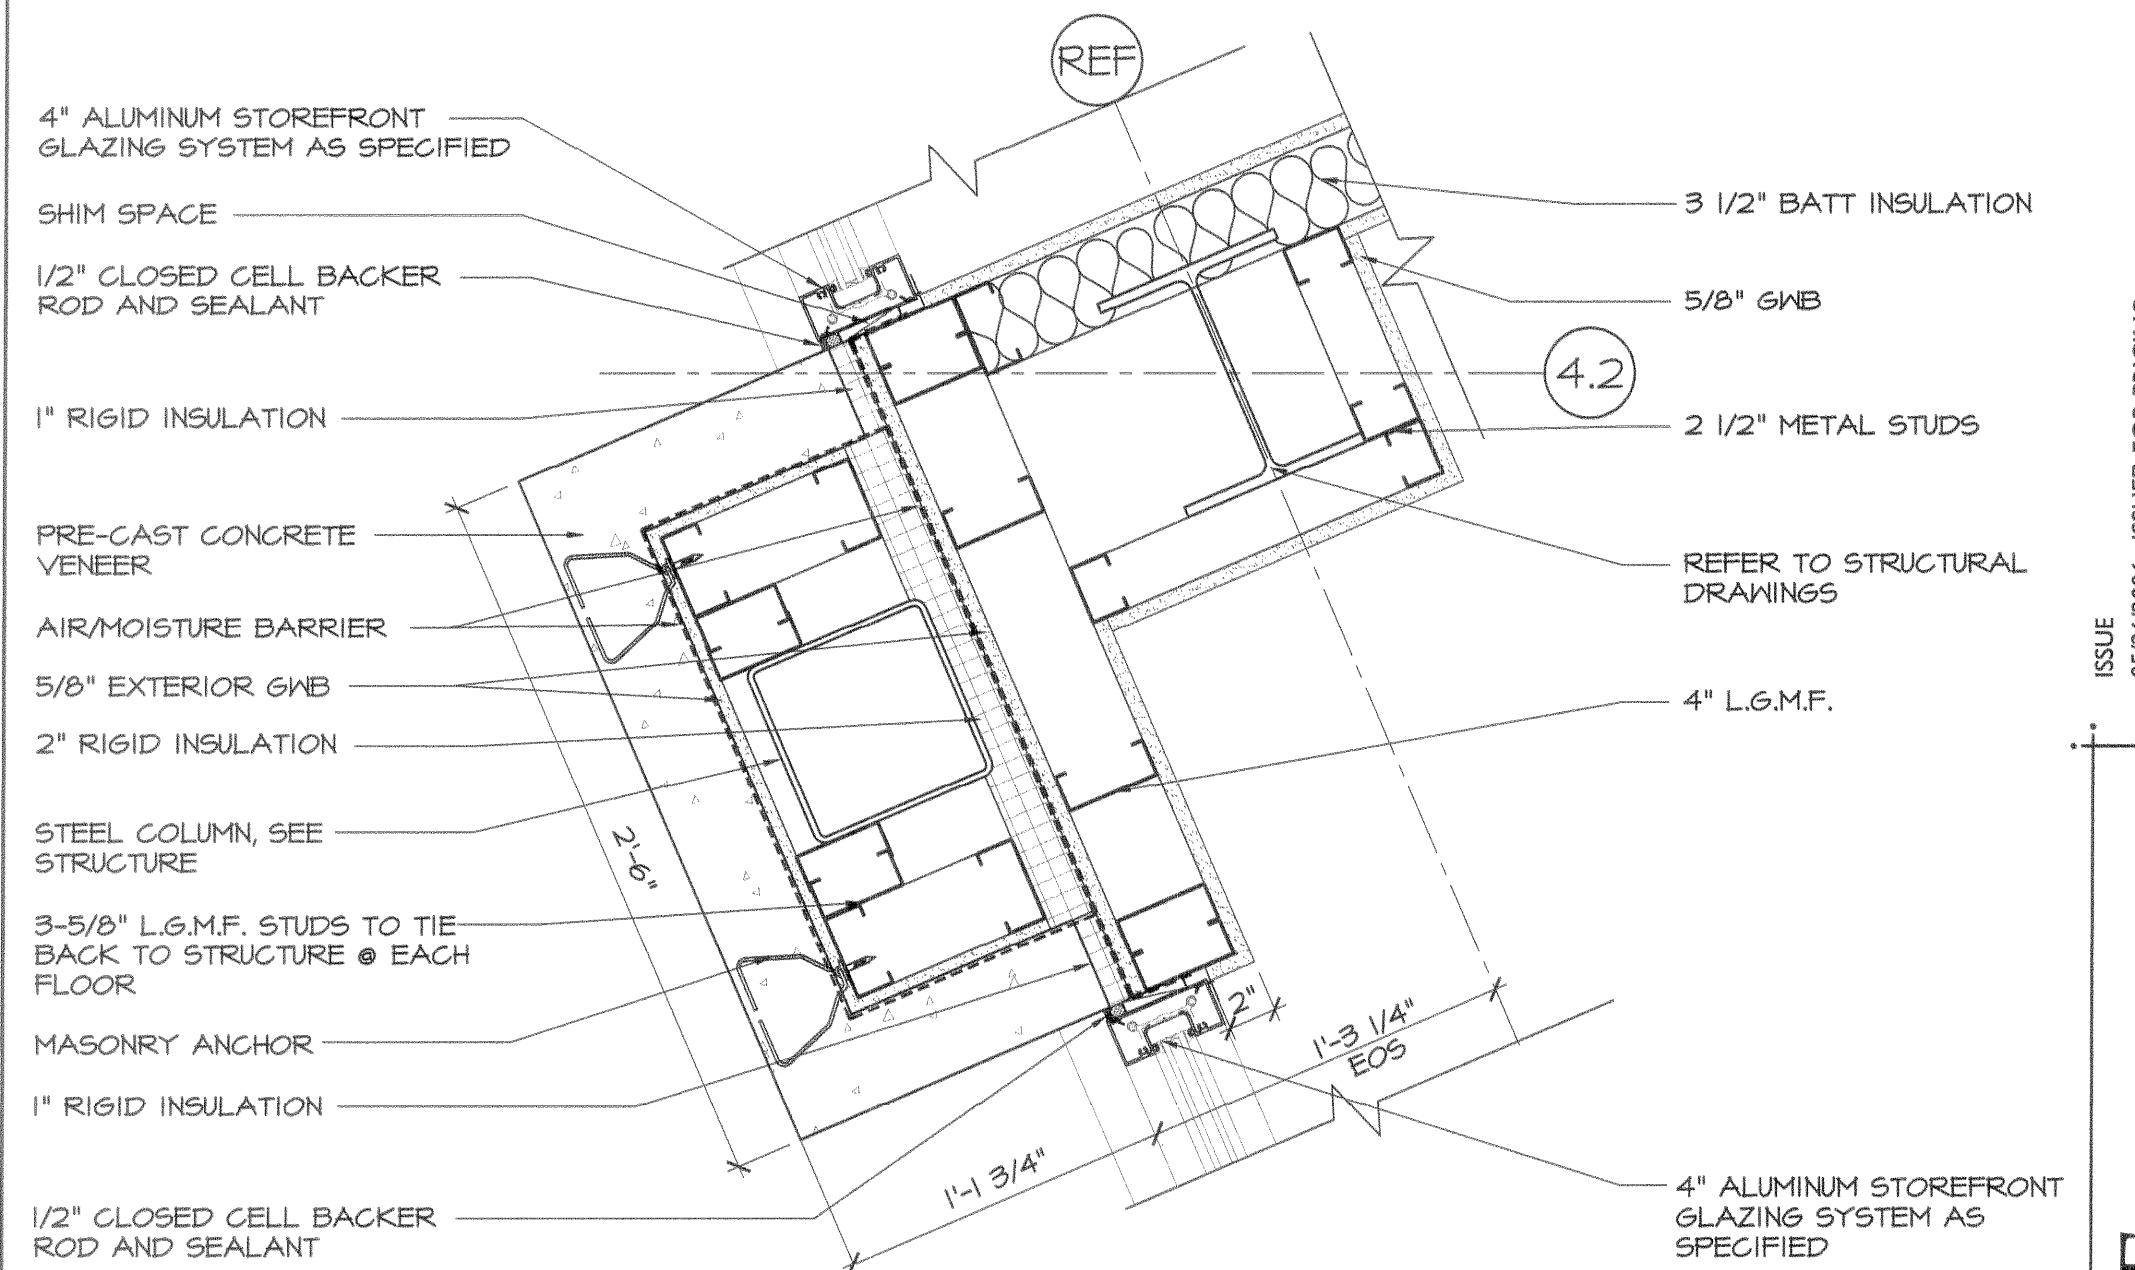 REF
4" ALUMINUM STOREFRONT
GLAZING SYSTEM AS SPECIFIED
SHIM SPACE
1/2" CLOSED CELL BACKER
ROD AND SEALANT
1" RIGID INSULATION
PRE-CAST CONCRETE
VENEER
AIR/MOISTURE BARRIER
5/8" EXTERIOR GWB
2" RIGID INSULATION
STEEL COLUMN, SEE
STRUCTURE
3-5/8" L.G.M.F. STUDS TO TIE
BACK TO STRUCTURE @ EACH
FLOOR
MASONRY ANCHOR
1" RIGID INSULATION
1/2" CLOSED CELL BACKER
ROD AND SEALANT
2'-6"
1'-1 3/4"
2"
1'-3 1/4"
EOS
3 1/2" BATT INSULATION
5/8" GWB
4.2
2 1/2" METAL STUDS
REFER TO STRUCTURAL
DRAWINGS
4" L.G.M.F.
4" ALUMINUM STOREFRONT
GLAZING SYSTEM AS
SPECIFIED
ISSUE